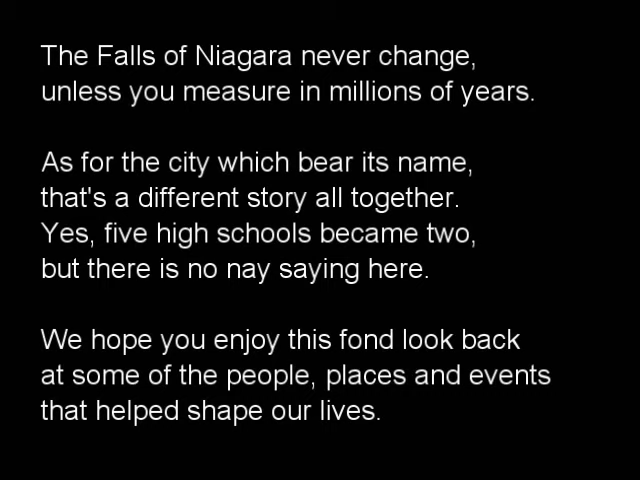 The Falls of Niagara never change,
unless you measure in millions of years.
As for the city which bear its name,
that's a different story all together.
Yes, five high schools became two,
but there is no nay saying here.
We hope you enjoy this fond look back
at some of the people, places and events
that helped shape our lives.